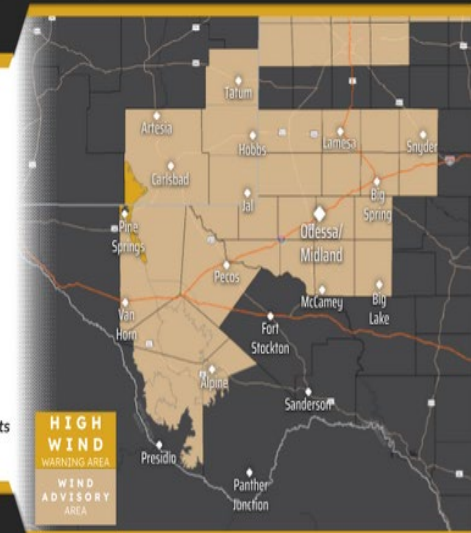 Tatum
Artesia
Hobbs
Lamesa
Snyder
Carlsbad
Jal
Big
Spring
Pine
Springs
Odessa/
Midland
Pecos
Van
Horn
McCamey
Big
Lake
Fort
Stockton
Alpine
Sanderson
ts
HIGH
WIND
WARNING AREA
WIND
ADVISORY
AREA
Presidio
Panther
Junction